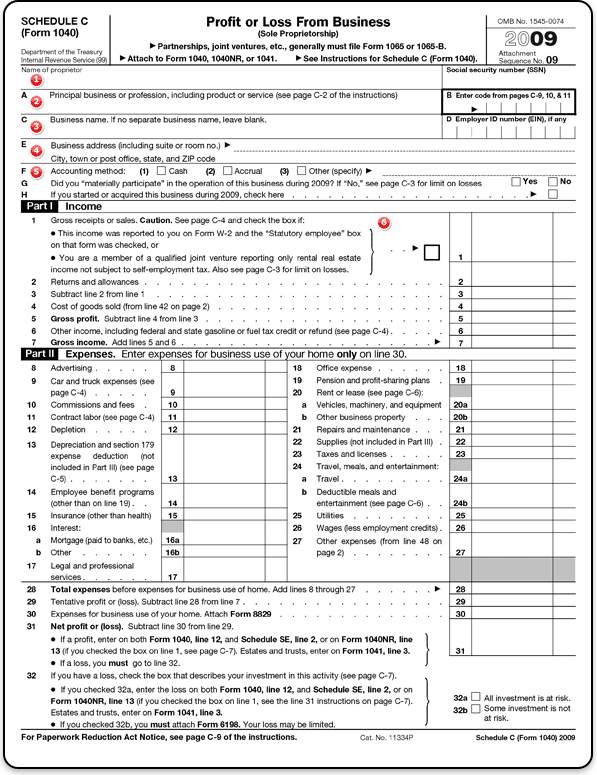 SCHEDULE C
(Form 1040)
Department of the Treasury
Internal Revenue Service (99)
Profit or Loss From Business
(Sole Proprietorship)
▶ Partnerships, joint ventures, etc., generally must file Form 1065 or 1065-B.
▶ Attach to Form 1040, 1040NR, or 1041. ▶ See Instructions for Schedule C (Form 1040).
OMB No. 1545-0074
2009
Attachment
Sequence No. 09
Name of proprietor
1
Social security number (SSN)
A Principal business or profession, including product or service (see page C-2 of the instructions)
2
B Enter code from pages C-9, 10, & 11
▶
C Business name. If no separate business name, leave blank.
3
D Employer ID number (EIN), if any
E Business address (including suite or room no.) ▶
4
City, town or post office, state, and ZIP code
F 5 Accounting method: (1) Cash (2) Accrual (3) Other (specify) ▶
G Did you "materially participate" in the operation of this business during 2009? If "No," see page C-3 for limit on losses Yes No
H If you started or acquired this business during 2009, check here . . . ▶
Part I Income
1 Gross receipts or sales. Caution. See page C-4 and check the box if:
6
• This income was reported to you on Form W-2 and the "Statutory employee" box
on that form was checked, or
• You are a member of a qualified joint venture reporting only rental real estate
income not subject to self-employment tax. Also see page C-3 for limit on losses.
. . ▶ 1
2 Returns and allowances . . . 2
3 Subtract line 2 from line 1 . . . 3
4 Cost of goods sold (from line 42 on page 2) . . . 4
5 Gross profit. Subtract line 4 from line 3 . . . 5
6 Other income, including federal and state gasoline or fuel tax credit or refund (see page C-4) . . . 6
7 Gross income. Add lines 5 and 6 . . . ▶ 7
Part II Expenses. Enter expenses for business use of your home only on line 30.
8 Advertising . . . 8
9 Car and truck expenses (see
page C-4) . . . 9
10 Commissions and fees . 10
11 Contract labor (see page C-4) 11
12 Depletion . . . 12
13 Depreciation and section 179
expense deduction (not
included in Part III) (see page
C-5) . . . 13
14 Employee benefit programs
(other than on line 19) . . 14
15 Insurance (other than health) 15
16 Interest:
a Mortgage (paid to banks, etc.) 16a
b Other . . . 16b
17 Legal and professional
services . . . 17
18 Office expense . . . 18
19 Pension and profit-sharing plans . 19
20 Rent or lease (see page C-6):
a Vehicles, machinery, and equipment 20a
b Other business property . . . 20b
21 Repairs and maintenance . . . 21
22 Supplies (not included in Part III) . 22
23 Taxes and licenses . . . 23
24 Travel, meals, and entertainment:
a Travel . . . 24a
b Deductible meals and
entertainment (see page C-6) . . 24b
25 Utilities . . . 25
26 Wages (less employment credits) . 26
27 Other expenses (from line 48 on
page 2) . . . 27
28 Total expenses before expenses for business use of home. Add lines 8 through 27 . . . ▶ 28
29 Tentative profit or (loss). Subtract line 28 from line 7 . . . 29
30 Expenses for business use of your home. Attach Form 8829 . . . 30
31 Net profit or (loss). Subtract line 30 from line 29.
• If a profit, enter on both Form 1040, line 12, and Schedule SE, line 2, or on Form 1040NR, line
13 (if you checked the box on line 1, see page C-7). Estates and trusts, enter on Form 1041, line 3.
• If a loss, you must go to line 32.
31
32 If you have a loss, check the box that describes your investment in this activity (see page C-7).
• If you checked 32a, enter the loss on both Form 1040, line 12, and Schedule SE, line 2, or on
Form 1040NR, line 13 (if you checked the box on line 1, see the line 31 instructions on page C-7).
Estates and trusts, enter on Form 1041, line 3.
• If you checked 32b, you must attach Form 6198. Your loss may be limited.
32a All investment is at risk.
32b Some investment is not
at risk.
For Paperwork Reduction Act Notice, see page C-9 of the instructions. Cat. No. 11334P Schedule C (Form 1040) 2009